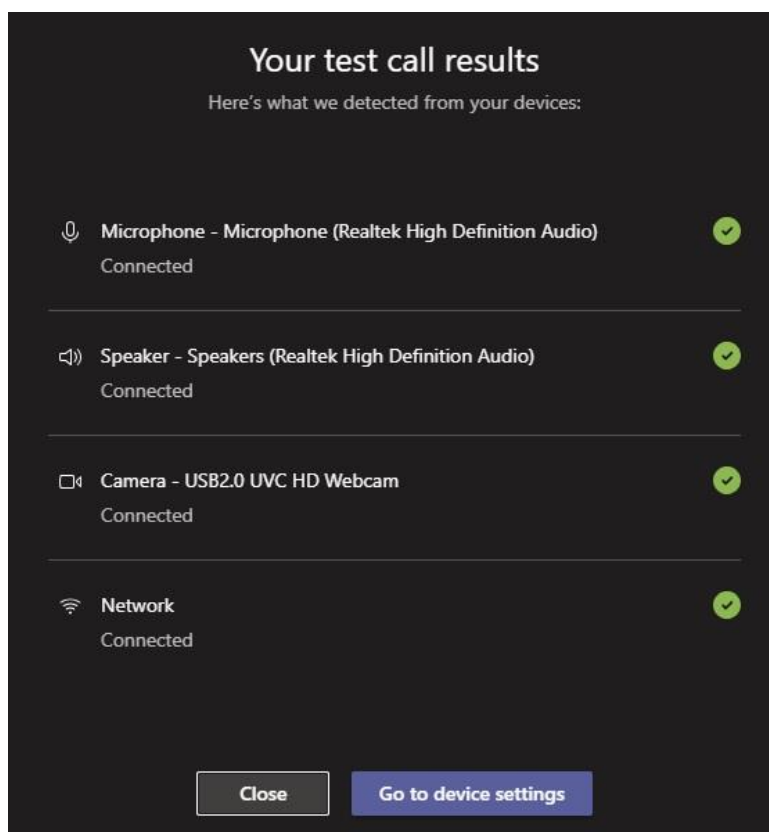 Your test call results
Here's what we detected from your devices:
Microphone - Microphone (Realtek High Definition Audio)
Connected
Speaker - Speakers (Realtek High Definition Audio)
Connected
Camera - USB2.0 UVC HD Webcam
Connected
Network
Connected
Close
Go to device settings